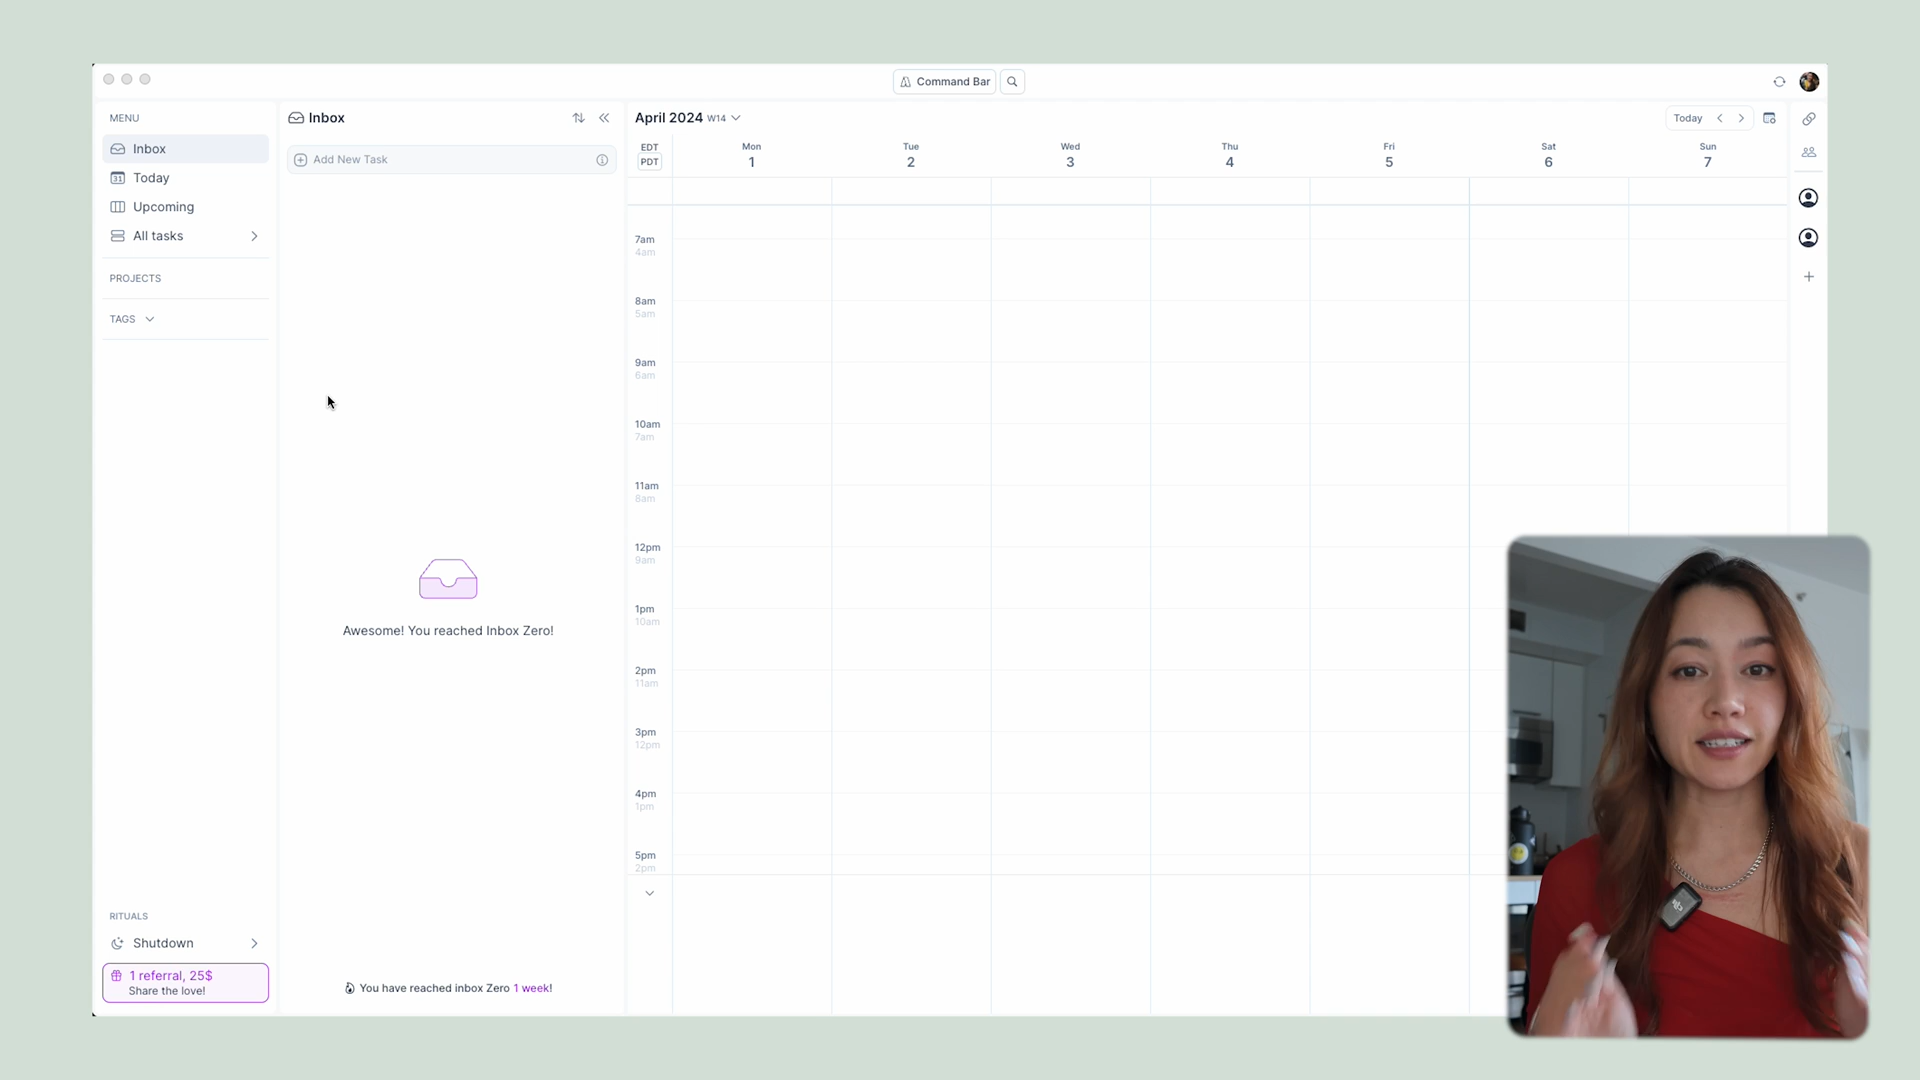 Command Bar
MENU
Inbox
31 Today
Upcoming
All tasks
PROJECTS
TAGS
RITUALS
Shutdown
1 referral, 25$
Share the love!
Inbox
Add New Task
Awesome! You reached Inbox Zero!
You have reached inbox Zero 1 week!
April 2024 W14
Today
EDT
PDT
Mon
1
Tue
2
Wed
3
Thu
4
Fri
5
Sat
6
Sun
7
7am
4am
8am
5am
9am
6am
10am
7am
11am
8am
12pm
9am
1pm
10am
2pm
11am
3pm
12pm
4pm
1pm
5pm
2pm